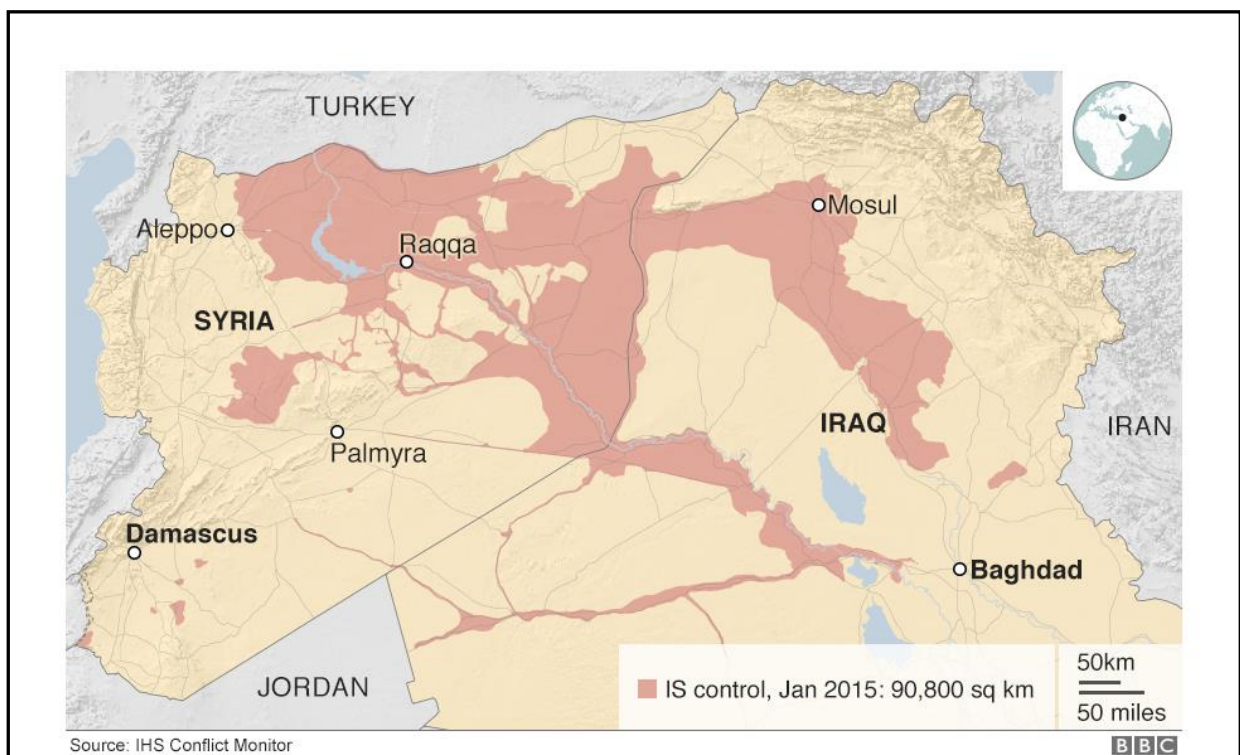 TURKEY
Aleppo
Raqqa
Mosul
SYRIA
IRAQ
IRAN
Palmyra
Damascus
Baghdad
JORDAN
IS control, Jan 2015: 90,800 sq km
50km
50 miles
Source: IHS Conflict Monitor
BBC